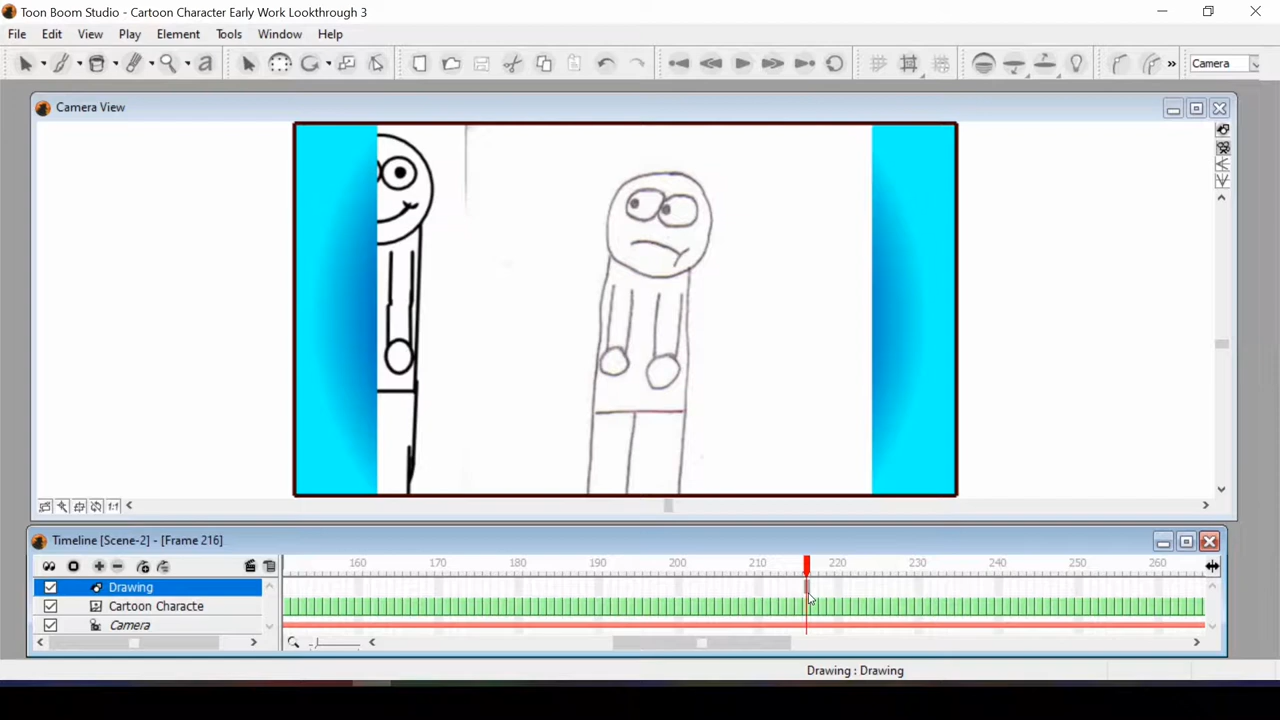 Toon Boom Studio - Cartoon Character Early Work Lookthrough 3
File Edit View Play Element Tools Window Help
Camera
Camera View
1:1
Timeline [Scene-2] - [Frame 216]
160 170 180 190 200 210 220 230 240 250 260
Drawing
Cartoon Characte
Camera
Drawing : Drawing